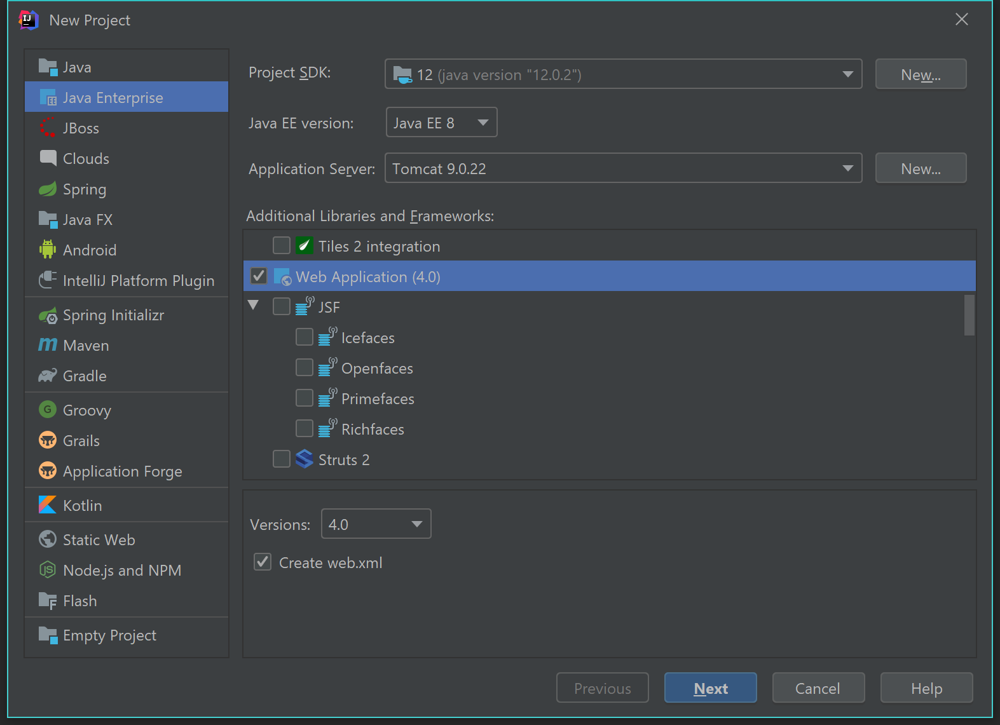 New Project
Java
Java Enterprise
JBoss
Clouds
Spring
Java FX
Android
IntelliJ Platform Plugin
Spring Initializr
Maven
Gradle
Groovy
Grails
Application Forge
Kotlin
Static Web
Node.js and NPM
Flash
Empty Project
Project SDK: 12 (java version "12.0.2") New...
Java EE version: Java EE 8
Application Server: Tomcat 9.0.22 New...
Additional Libraries and Frameworks:
Tiles 2 integration
Web Application (4.0)
JSF
Icefaces
Openfaces
Primefaces
Richfaces
Struts 2
Versions: 4.0
Create web.xml
Previous Next Cancel Help